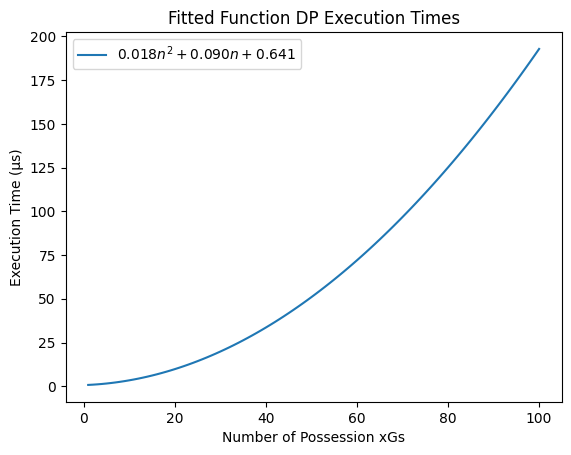 Fitted Function DP Execution Times
0.018n² + 0.090n + 0.641
200
175
150
125
100
75
50
25
0
Execution Time (μs)
0 20 40 60 80 100
Number of Possession xGs